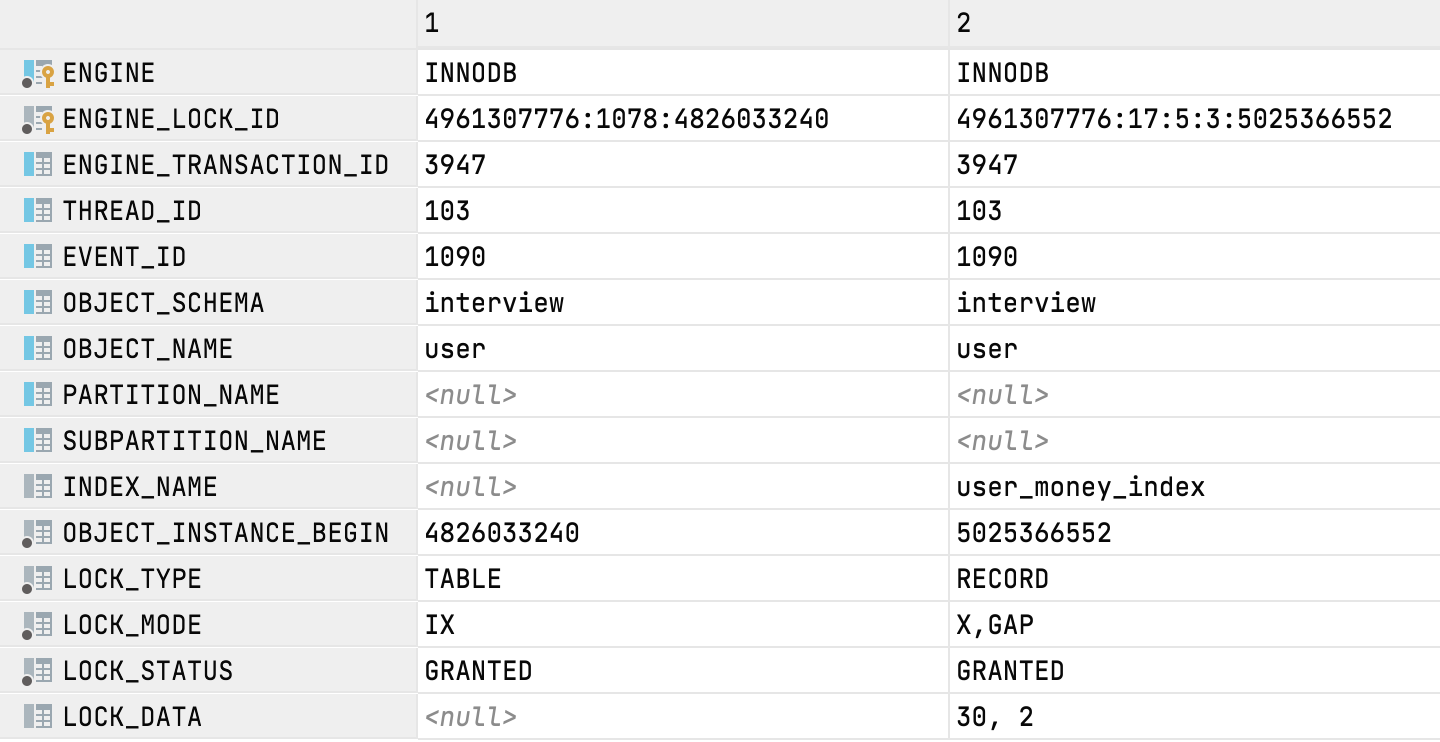 1 2
ENGINE INNODB INNODB
ENGINE_LOCK_ID 4961307776:1078:4826033240 4961307776:17:5:3:5025366552
ENGINE_TRANSACTION_ID 3947 3947
THREAD_ID 103 103
EVENT_ID 1090 1090
OBJECT_SCHEMA interview interview
OBJECT_NAME user user
PARTITION_NAME <null> <null>
SUBPARTITION_NAME <null> <null>
INDEX_NAME <null> user_money_index
OBJECT_INSTANCE_BEGIN 4826033240 5025366552
LOCK_TYPE TABLE RECORD
LOCK_MODE IX X,GAP
LOCK_STATUS GRANTED GRANTED
LOCK_DATA <null> 30, 2